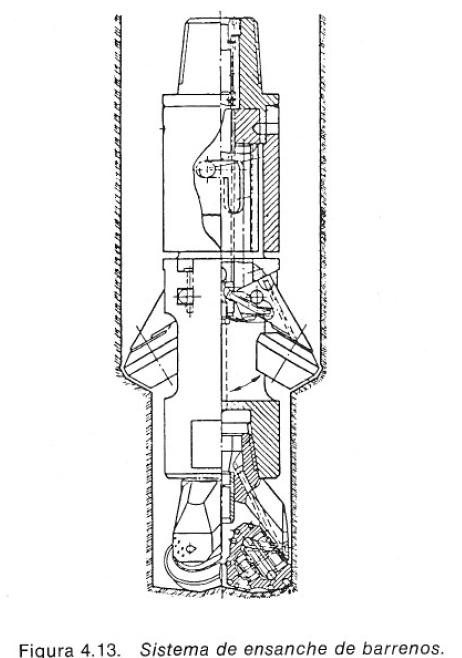 Figura 4.13. Sistema de ensanche de barrenos.